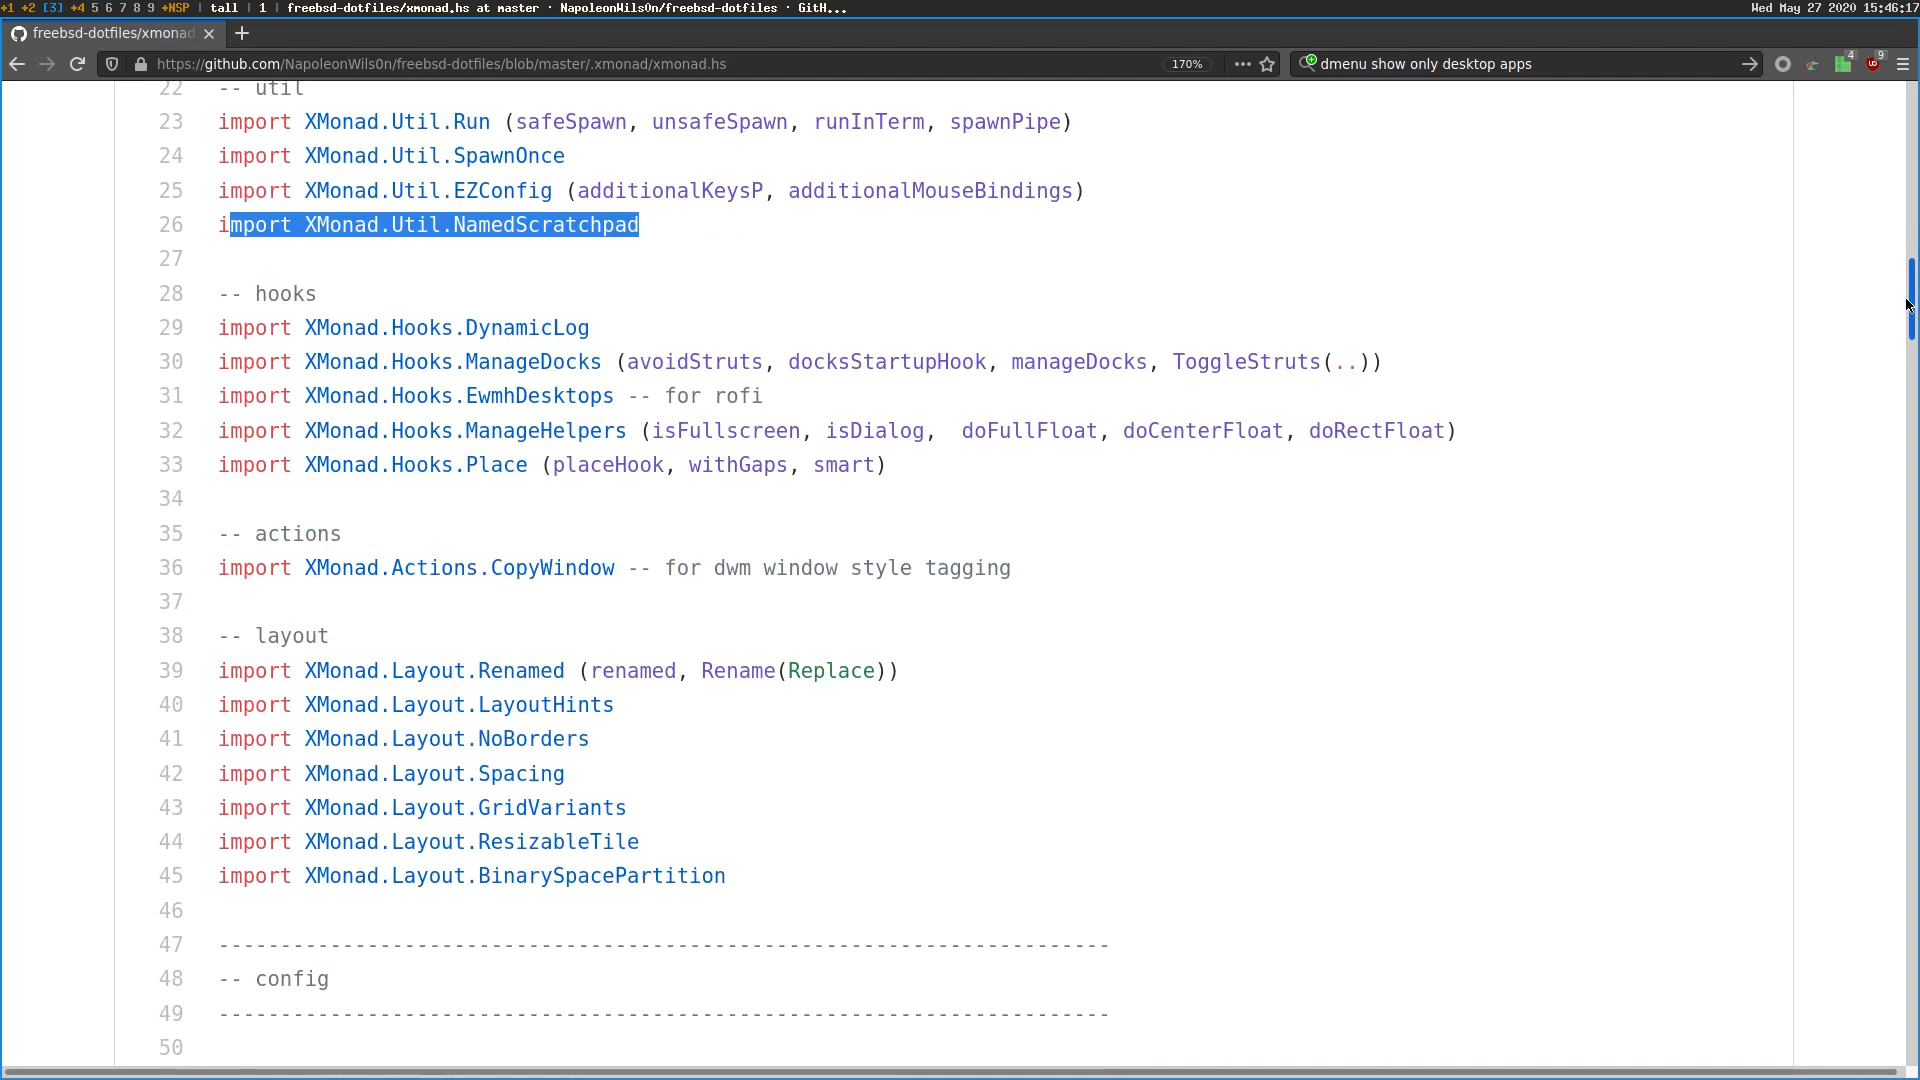 +1 +2 [3] +4 5 6 7 8 9 +NSP | tall | 1 | freebsd-dotfiles/xmonad.hs at master · NapoleonWils0n/freebsd-dotfiles · GitH... Wed May 27 2020 15:46:17
freebsd-dotfiles/xmonad
https://github.com/NapoleonWils0n/freebsd-dotfiles/blob/master/.xmonad/xmonad.hs 170% dmenu show only desktop apps 4 9
22 -- util
23 import XMonad.Util.Run (safeSpawn, unsafeSpawn, runInTerm, spawnPipe)
24 import XMonad.Util.SpawnOnce
25 import XMonad.Util.EZConfig (additionalKeysP, additionalMouseBindings)
26 import XMonad.Util.NamedScratchpad
27
28 -- hooks
29 import XMonad.Hooks.DynamicLog
30 import XMonad.Hooks.ManageDocks (avoidStruts, docksStartupHook, manageDocks, ToggleStruts(..))
31 import XMonad.Hooks.EwmhDesktops -- for rofi
32 import XMonad.Hooks.ManageHelpers (isFullscreen, isDialog,  doFullFloat, doCenterFloat, doRectFloat)
33 import XMonad.Hooks.Place (placeHook, withGaps, smart)
34
35 -- actions
36 import XMonad.Actions.CopyWindow -- for dwm window style tagging
37
38 -- layout
39 import XMonad.Layout.Renamed (renamed, Rename(Replace))
40 import XMonad.Layout.LayoutHints
41 import XMonad.Layout.NoBorders
42 import XMonad.Layout.Spacing
43 import XMonad.Layout.GridVariants
44 import XMonad.Layout.ResizableTile
45 import XMonad.Layout.BinarySpacePartition
46
47 ------------------------------------------------------------------------
48 -- config
49 ------------------------------------------------------------------------
50